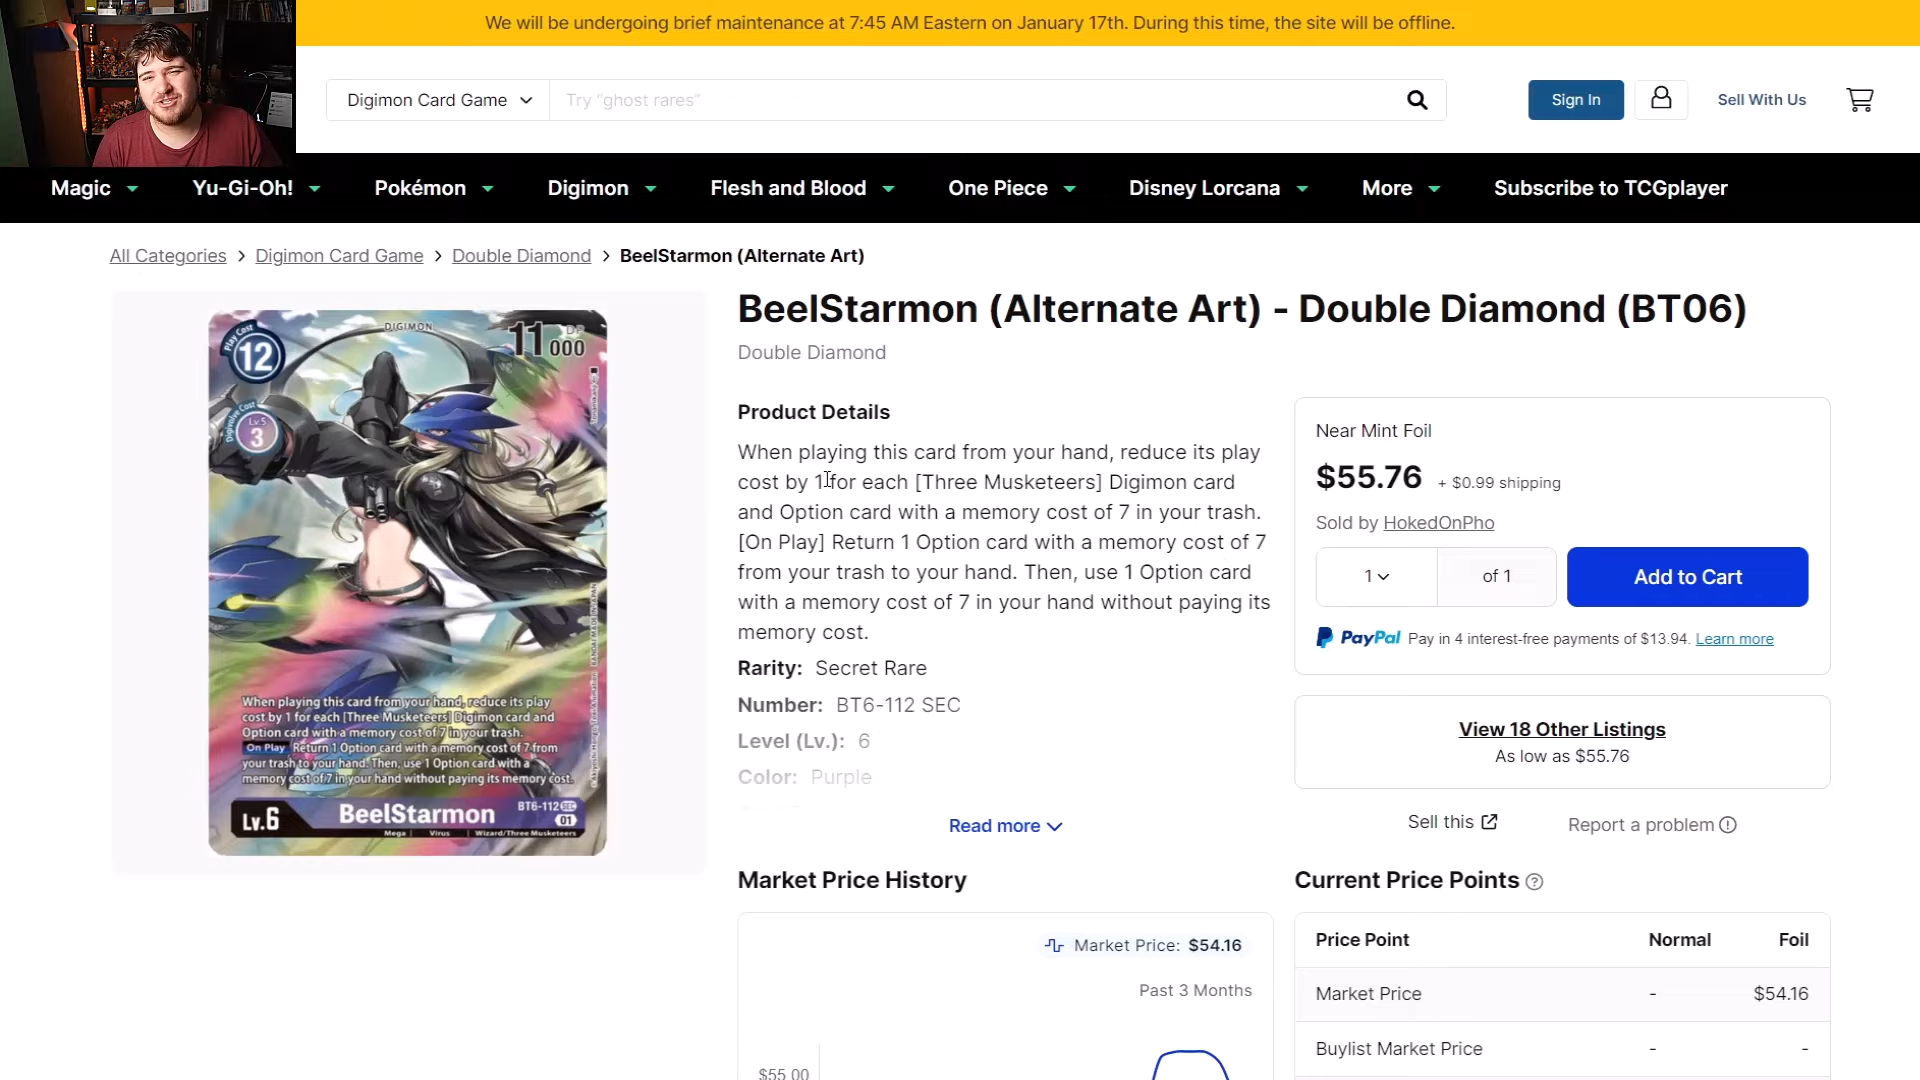 We will be undergoing brief maintenance at 7:45 AM Eastern on January 17th. During this time, the site will be offline.
Digimon Card Game
Try "ghost rares"
Sign In
Sell With Us
Magic
Yu-Gi-Oh!
Pokémon
Digimon
Flesh and Blood
One Piece
Disney Lorcana
More
Subscribe to TCGplayer
All Categories > Digimon Card Game > Double Diamond > BeelStarmon (Alternate Art)
Play Cost
12
DIGIMON
11000
DP
Digivolve Cost
Lv.5
3
When playing this card from your hand, reduce its play
cost by 1 for each [Three Musketeers] Digimon card and
Option card with a memory cost of 7 in your trash.
On Play Return 1 Option card with a memory cost of 7 from
your trash to your hand. Then, use 1 Option card with a
memory cost of 7 in your hand without paying its memory cost.
Lv.6
BeelStarmon
BT6-112 SEC
01
Mega | Virus | Wizard/Three Musketeers
BeelStarmon (Alternate Art) - Double Diamond (BT06)
Double Diamond
Product Details
When playing this card from your hand, reduce its play
cost by 1 for each [Three Musketeers] Digimon card
and Option card with a memory cost of 7 in your trash.
[On Play] Return 1 Option card with a memory cost of 7
from your trash to your hand. Then, use 1 Option card
with a memory cost of 7 in your hand without paying its
memory cost.
Rarity: Secret Rare
Number: BT6-112 SEC
Level (Lv.): 6
Color: Purple
Read more
Near Mint Foil
$55.76 + $0.99 shipping
Sold by HokedOnPho
1 of 1
Add to Cart
PayPal Pay in 4 interest-free payments of $13.94. Learn more
View 18 Other Listings
As low as $55.76
Sell this
Report a problem
Market Price History
Market Price: $54.16
Past 3 Months
$55.00
Current Price Points
Price Point Normal Foil
Market Price - $54.16
Buylist Market Price - -